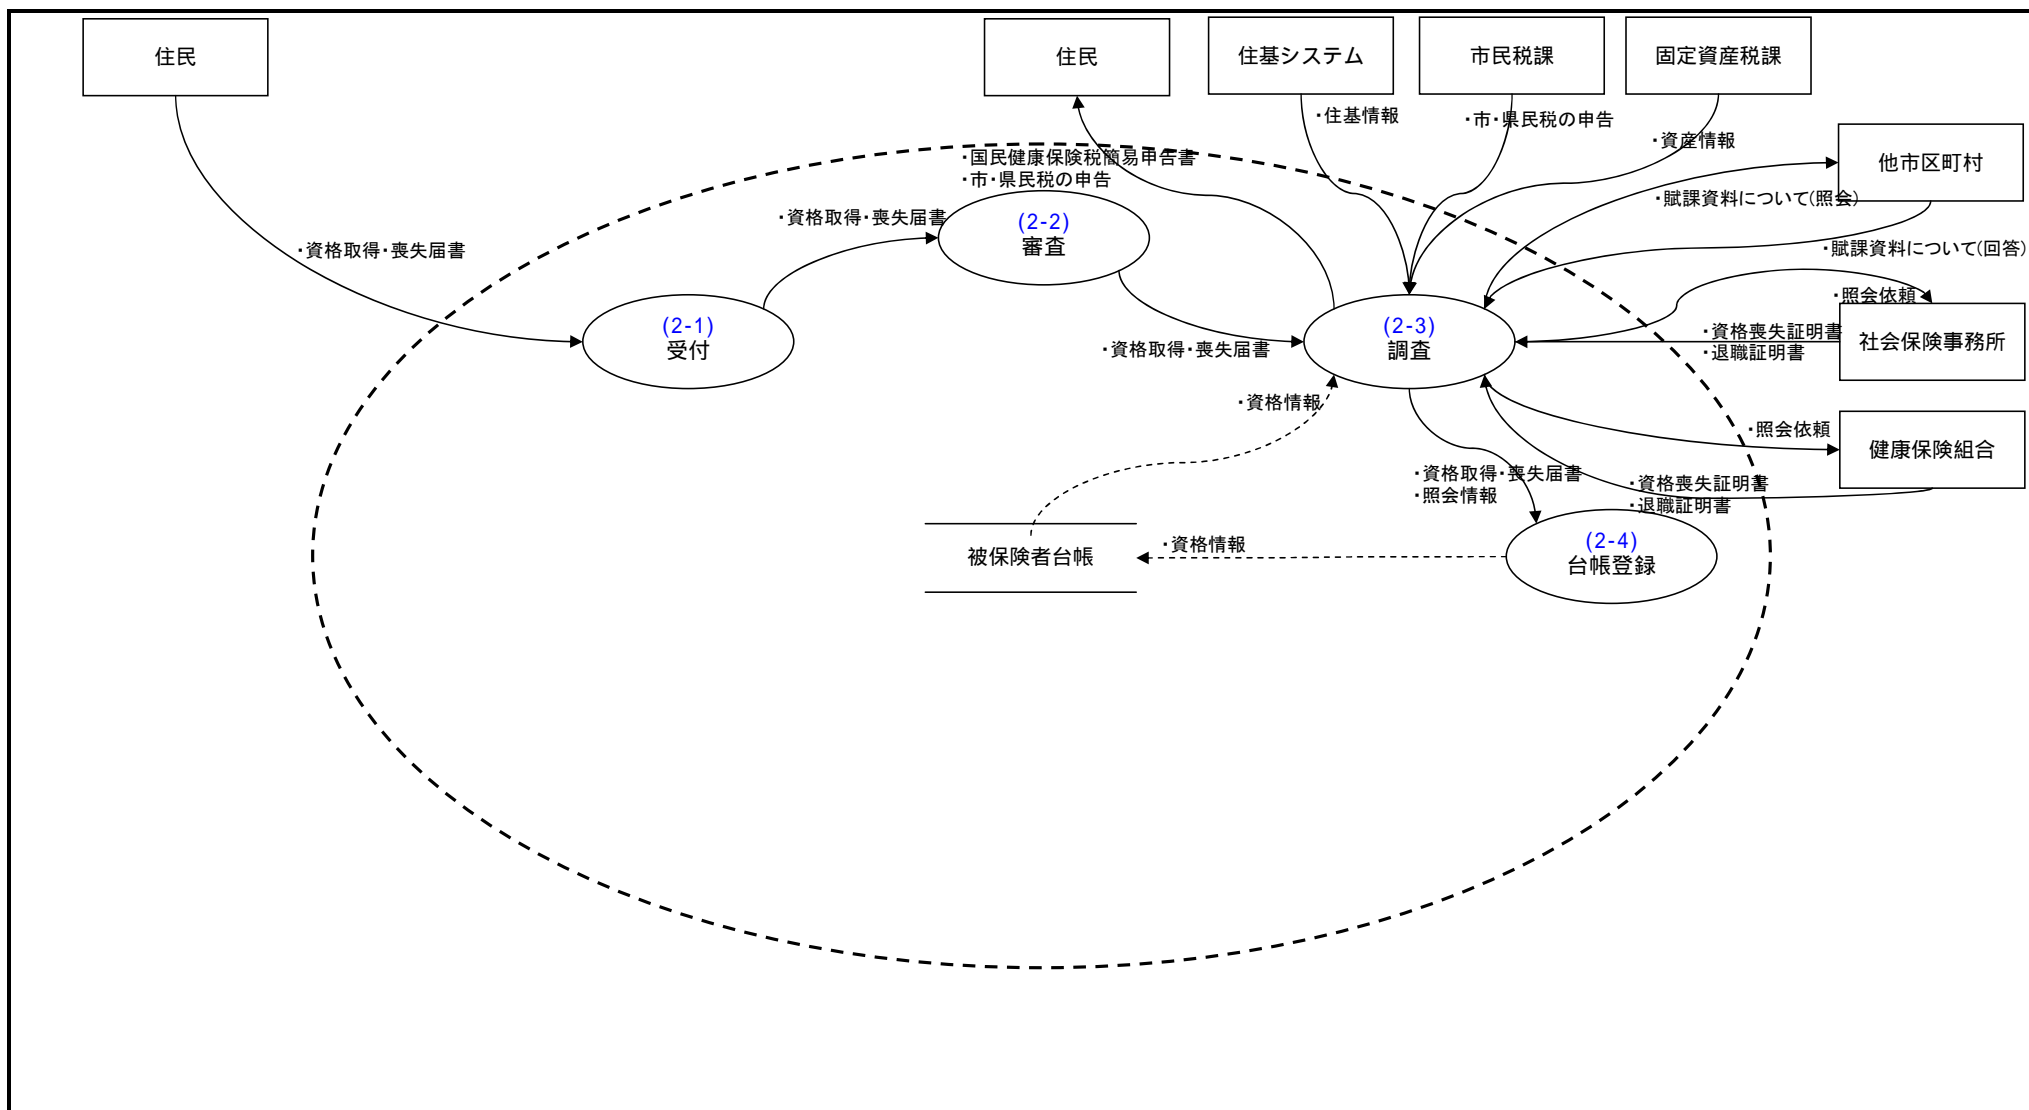 住民
住民
住基システム
市民税課
固定資産税課
・住基情報
・市・県民税の申告
・資産情報
他市区町村
・国民健康保険税簡易申告書
・市・県民税の申告
・賦課資料について(照会)
・資格取得・喪失届書
(2-2)
審査
・資格取得・喪失届書
・賦課資料について(回答)
・照会依頼
(2-1)
受付
(2-3)
調査
・資格取得・喪失届書
・資格喪失証明書
・退職証明書
社会保険事務所
・資格情報
・照会依頼
健康保険組合
・資格取得・喪失届書
・照会情報
・資格喪失証明書
・退職証明書
被保険者台帳
・資格情報
(2-4)
台帳登録